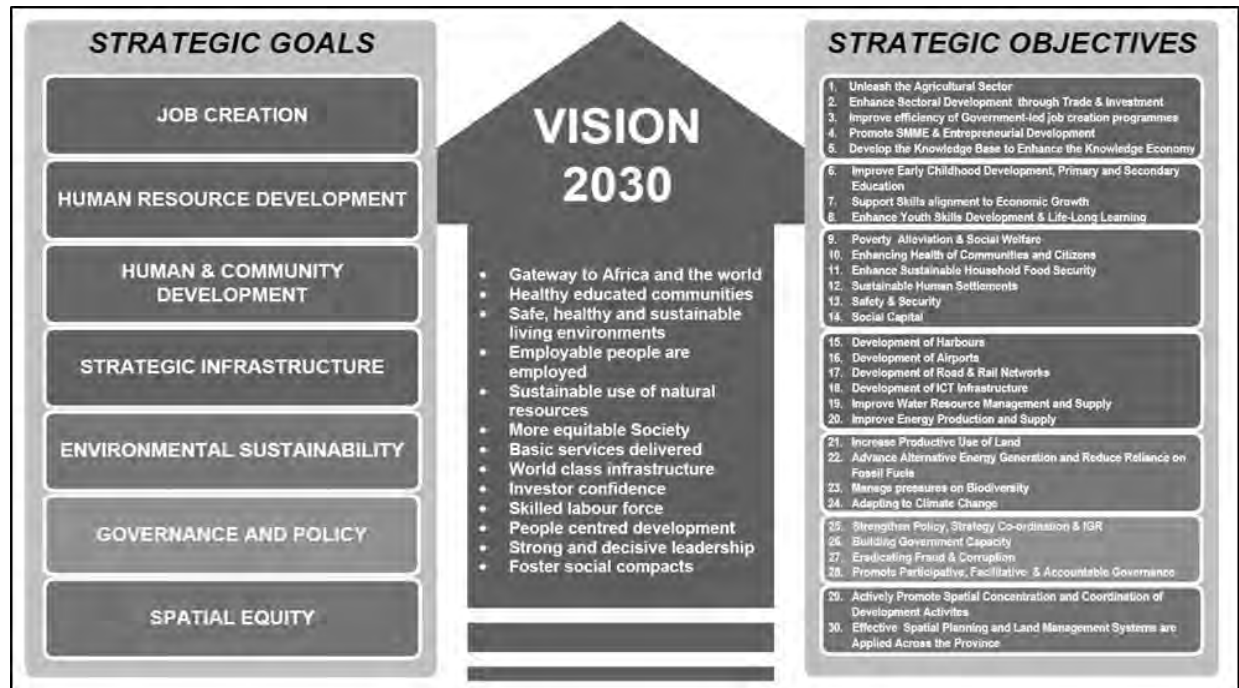 STRATEGIC GOALS
JOB CREATION
HUMAN RESOURCE DEVELOPMENT
HUMAN & COMMUNITY
DEVELOPMENT
STRATEGIC INFRASTRUCTURE
ENVIRONMENTAL SUSTAINABILITY
GOVERNANCE AND POLICY
SPATIAL EQUITY
VISION
2030
• Gateway to Africa and the world
• Healthy educated communities
• Safe, healthy and sustainable
living environments
• Employable people are
employed
• Sustainable use of natural
resources
• More equitable Society
• Basic services delivered
• World class infrastructure
• Investor confidence
• Skilled labour force
• People centred development
• Strong and decisive leadership
• Foster social compacts
STRATEGIC OBJECTIVES
1. Unleash the Agricultural Sector
2. Enhance Sectoral Development through Trade & Investment
3. Improve efficiency of Government-led job creation programmes
4. Promote SMME & Entrepreneurial Development
5. Develop the Knowledge Base to Enhance the Knowledge Economy
6. Improve Early Childhood Development, Primary and Secondary
Education
7. Support Skills alignment to Economic Growth
8. Enhance Youth Skills Development & Life-Long Learning
9. Poverty Alleviation & Social Welfare
10. Enhancing Health of Communities and Citizens
11. Enhance Sustainable Household Food Security
12. Sustainable Human Settlements
13. Safety & Security
14. Social Capital
15. Development of Harbours
16. Development of Airports
17. Development of Road & Rail Networks
18. Development of ICT Infrastructure
19. Improve Water Resource Management and Supply
20. Improve Energy Production and Supply
21. Increase Productive Use of Land
22. Advance Alternative Energy Generation and Reduce Reliance on
Fossil Fuels
23. Manage pressures on Biodiversity
24. Adapting to Climate Change
25. Strengthen Policy, Strategy Co-ordination & IGR
26. Building Government Capacity
27. Eradicating Fraud & Corruption
28. Promote Participative, Facilitative & Accountable Governance
29. Actively Promote Spatial Concentration and Coordination of
Development Activites
30. Effective Spatial Planning and Land Management Systems are
Applied Across the Province